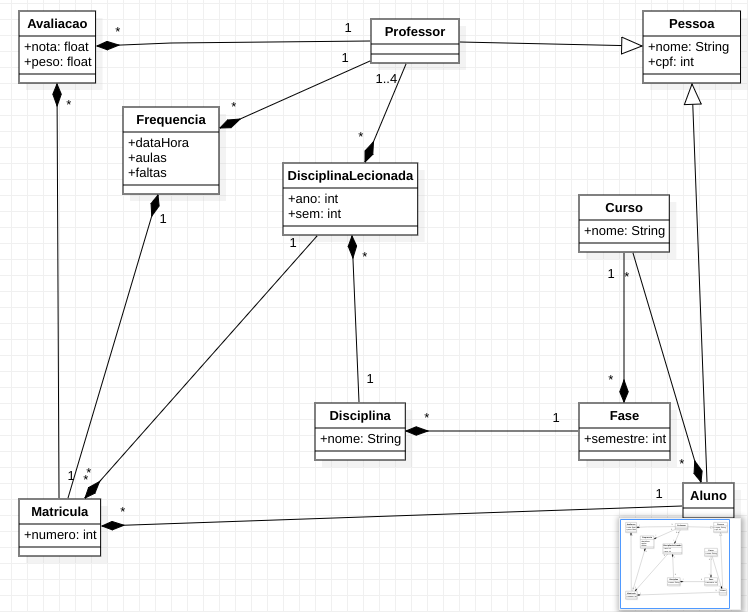 Avaliacao
+nota: float
+peso: float
*
1
Professor
1
1..4
Pessoa
+nome: String
+cpf: int
*
*
Frequencia
+dataHora
+aulas
+faltas
1
*
DisciplinaLecionada
+ano: int
+sem: int
1
*
Curso
+nome: String
1
*
1
Disciplina
+nome: String
*
1
*
Fase
+semestre: int
*
Aluno
1
1
*
*
Matricula
+numero: int
*